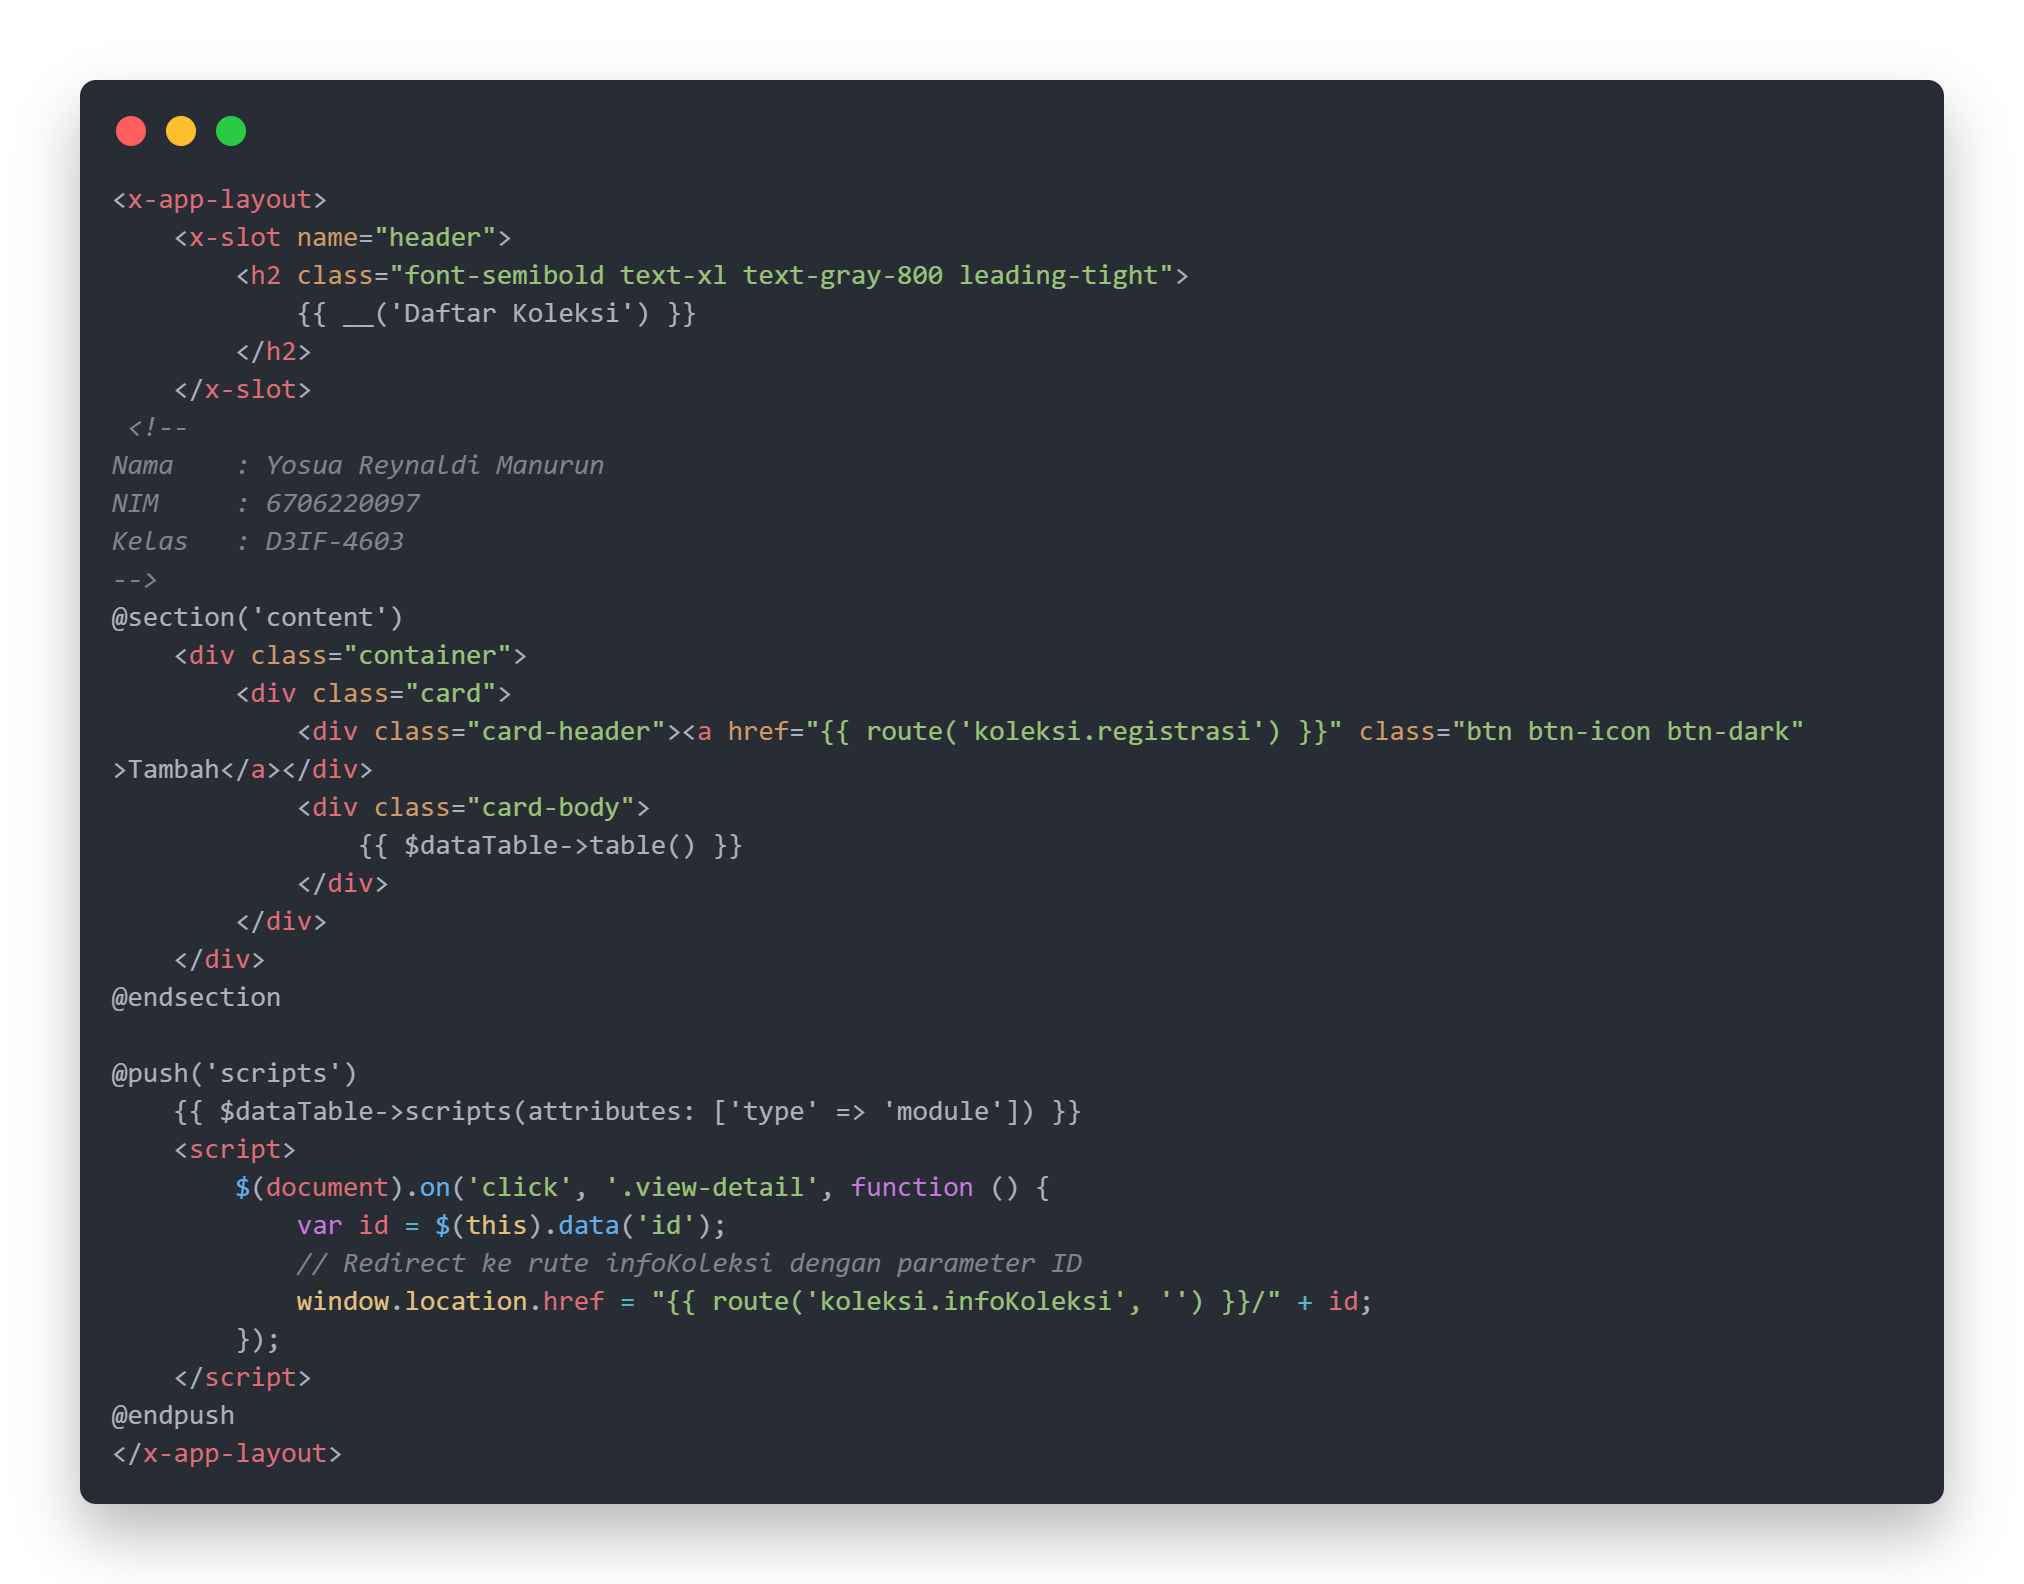 <x-app-layout>
    <x-slot name="header">
        <h2 class="font-semibold text-xl text-gray-800 leading-tight">
            {{ __('Daftar Koleksi') }}
        </h2>
    </x-slot>
 <!--
Nama    : Yosua Reynaldi Manurun
NIM     : 6706220097
Kelas   : D3IF-4603
-->
@section('content')
    <div class="container">
        <div class="card">
            <div class="card-header"><a href="{{ route('koleksi.registrasi') }}" class="btn btn-icon btn-dark"
>Tambah</a></div>
            <div class="card-body">
                {{ $dataTable->table() }}
            </div>
        </div>
    </div>
@endsection

@push('scripts')
    {{ $dataTable->scripts(attributes: ['type' => 'module']) }}
    <script>
        $(document).on('click', '.view-detail', function () {
            var id = $(this).data('id');
            // Redirect ke rute infoKoleksi dengan parameter ID
            window.location.href = "{{ route('koleksi.infoKoleksi', '') }}/" + id;
        });
    </script>
@endpush
</x-app-layout>